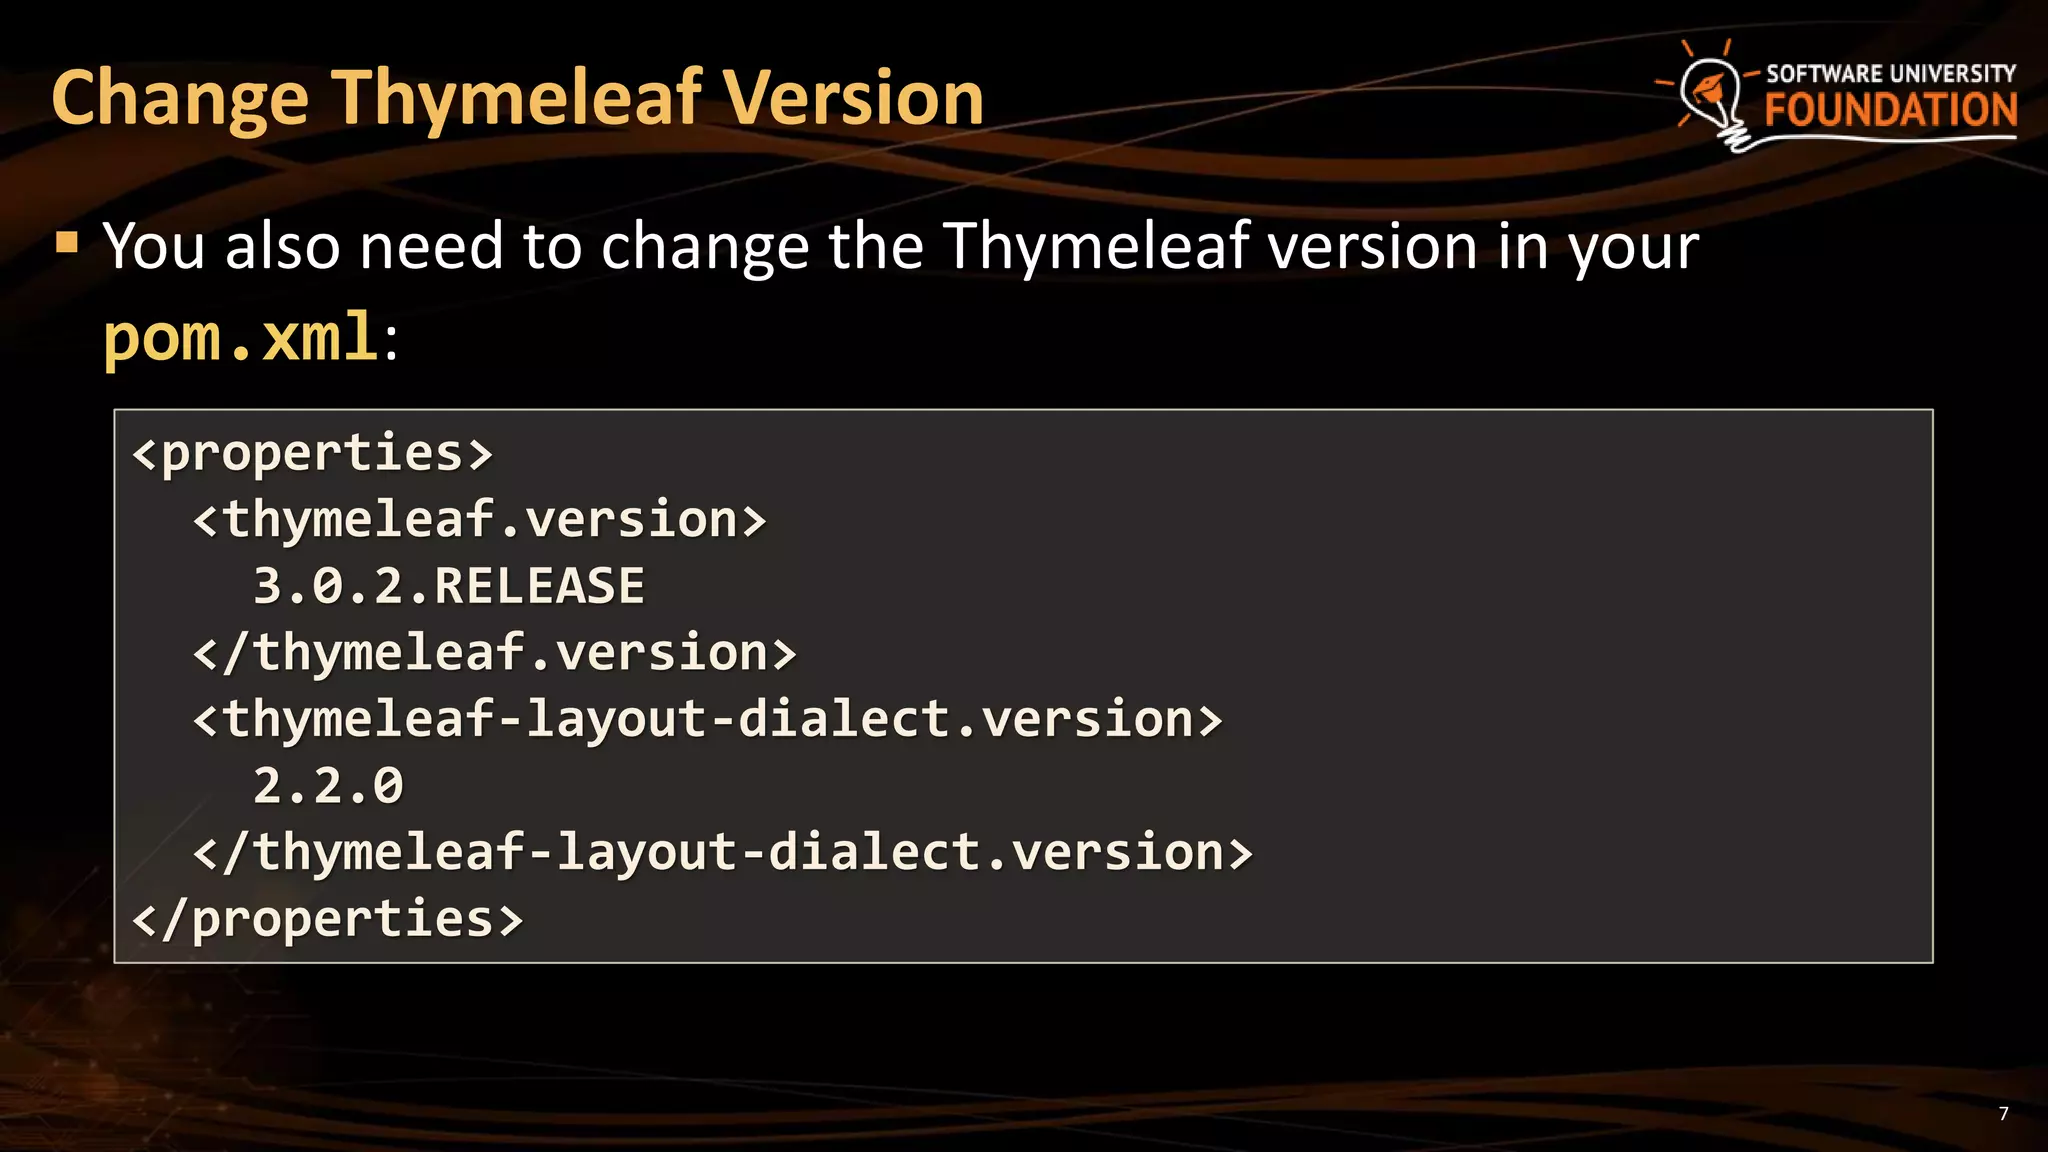 Change Thymeleaf Version
SOFTWARE UNIVERSITY
FOUNDATION
▪ You also need to change the Thymeleaf version in your
pom.xml:
<properties>
  <thymeleaf.version>
    3.0.2.RELEASE
  </thymeleaf.version>
  <thymeleaf-layout-dialect.version>
    2.2.0
  </thymeleaf-layout-dialect.version>
</properties>
7